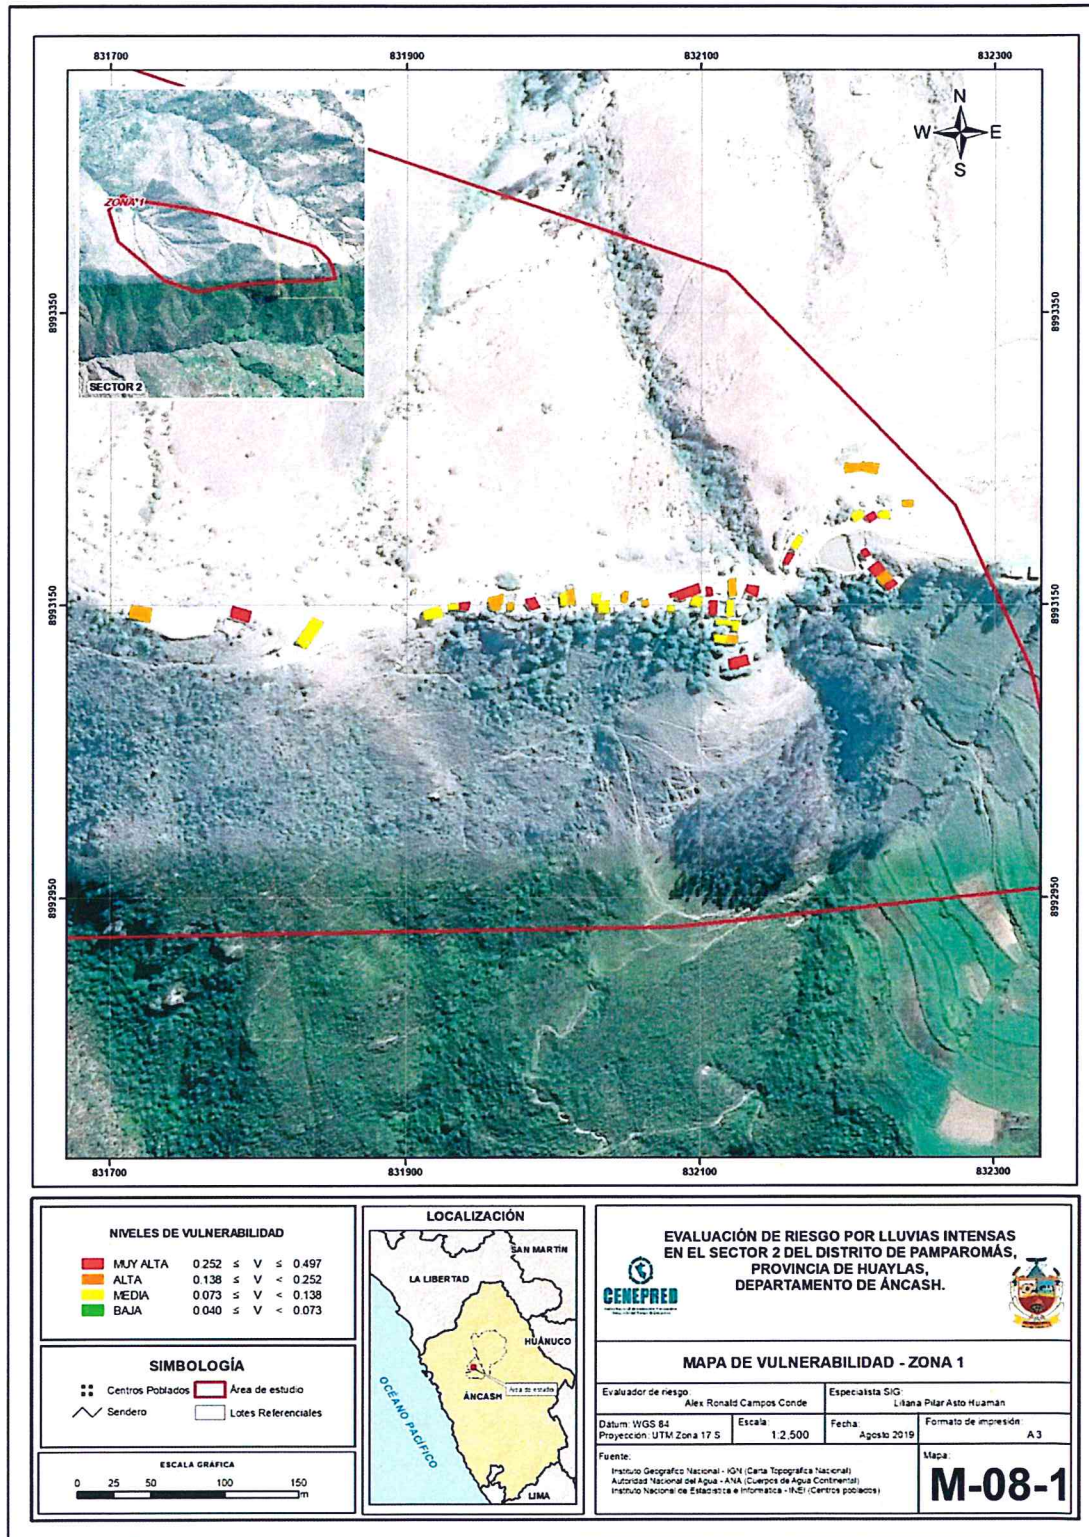 831700 831900 832100 832300
N
W E
S
ZONA 1
SECTOR 2
8993350 8993350
8993150 8993150
8992950 8992950
831700 831900 832100 832300
NIVELES DE VULNERABILIDAD
MUY ALTA 0.252 ≤ V ≤ 0.497
ALTA 0.138 ≤ V < 0.252
MEDIA 0.073 ≤ V < 0.138
BAJA 0.040 ≤ V < 0.073
SIMBOLOGÍA
Centros Poblados Área de estudio
Sendero Lotes Referenciales
ESCALA GRÁFICA
0 25 50 100 150
m
LOCALIZACIÓN
SAN MARTÍN
LA LIBERTAD
HUÁNUCO
Área de estudio
ÁNCASH
OCÉANO PACÍFICO
LIMA
EVALUACIÓN DE RIESGO POR LLUVIAS INTENSAS
EN EL SECTOR 2 DEL DISTRITO DE PAMPAROMÁS,
PROVINCIA DE HUAYLAS,
DEPARTAMENTO DE ÁNCASH.
CENEPRED
MAPA DE VULNERABILIDAD - ZONA 1
Evaluador de riesgo:
Alex Ronald Campos Conde
Especialista SIG:
Liliana Pilar Asto Huamán
Datum: WGS 84
Proyección: UTM Zona 17 S
Escala:
1:2,500
Fecha:
Agosto 2019
Formato de impresión:
A3
Fuente:
Instituto Geográfico Nacional - IGN (Carta Topográfica Nacional)
Autoridad Nacional del Agua - ANA (Cuerpos de Agua Continental)
Instituto Nacional de Estadística e Informática - INEI (Centros poblados)
Mapa:
M-08-1